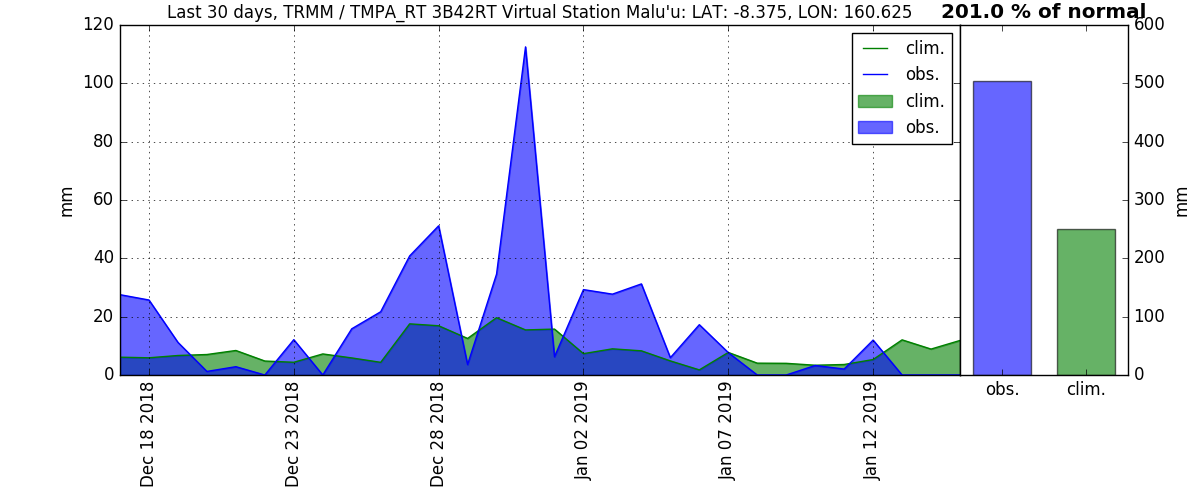 Last 30 days, TRMM / TMPA_RT 3B42RT Virtual Station Malu'u: LAT: -8.375, LON: 160.625
201.0 % of normal
120
100
80
60
40
20
0
mm
clim.
obs.
clim.
obs.
Dec 18 2018
Dec 23 2018
Dec 28 2018
Jan 02 2019
Jan 07 2019
Jan 12 2019
600
500
400
300
200
100
0
mm
obs.
clim.